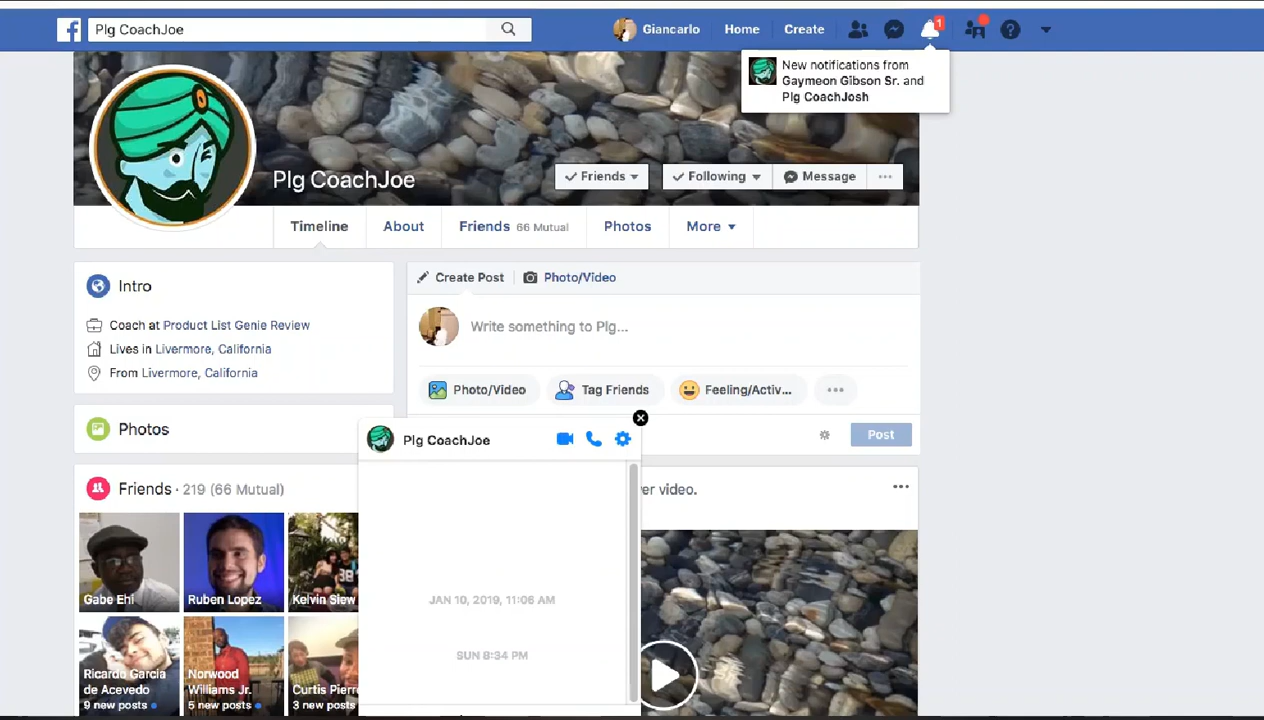 Plg CoachJoe
Giancarlo
Home
Create
1
New notifications from
Gaymeon Gibson Sr. and
Plg CoachJosh
Plg CoachJoe
Friends
Following
Message
Timeline
About
Friends 66 Mutual
Photos
More
Intro
Coach at Product List Genie Review
Lives in Livermore, California
From Livermore, California
Create Post
Photo/Video
Write something to Plg...
Photo/Video
Tag Friends
Feeling/Activ...
Post
Photos
Friends · 219 (66 Mutual)
Gabe Ehi
Ruben Lopez
Kelvin Siew
Ricardo Garcia
de Acevedo
9 new posts
Norwood
Williams Jr.
5 new posts
Curtis Pierre
3 new posts
Plg CoachJoe
JAN 10, 2019, 11:06 AM
SUN 8:34 PM
er video.